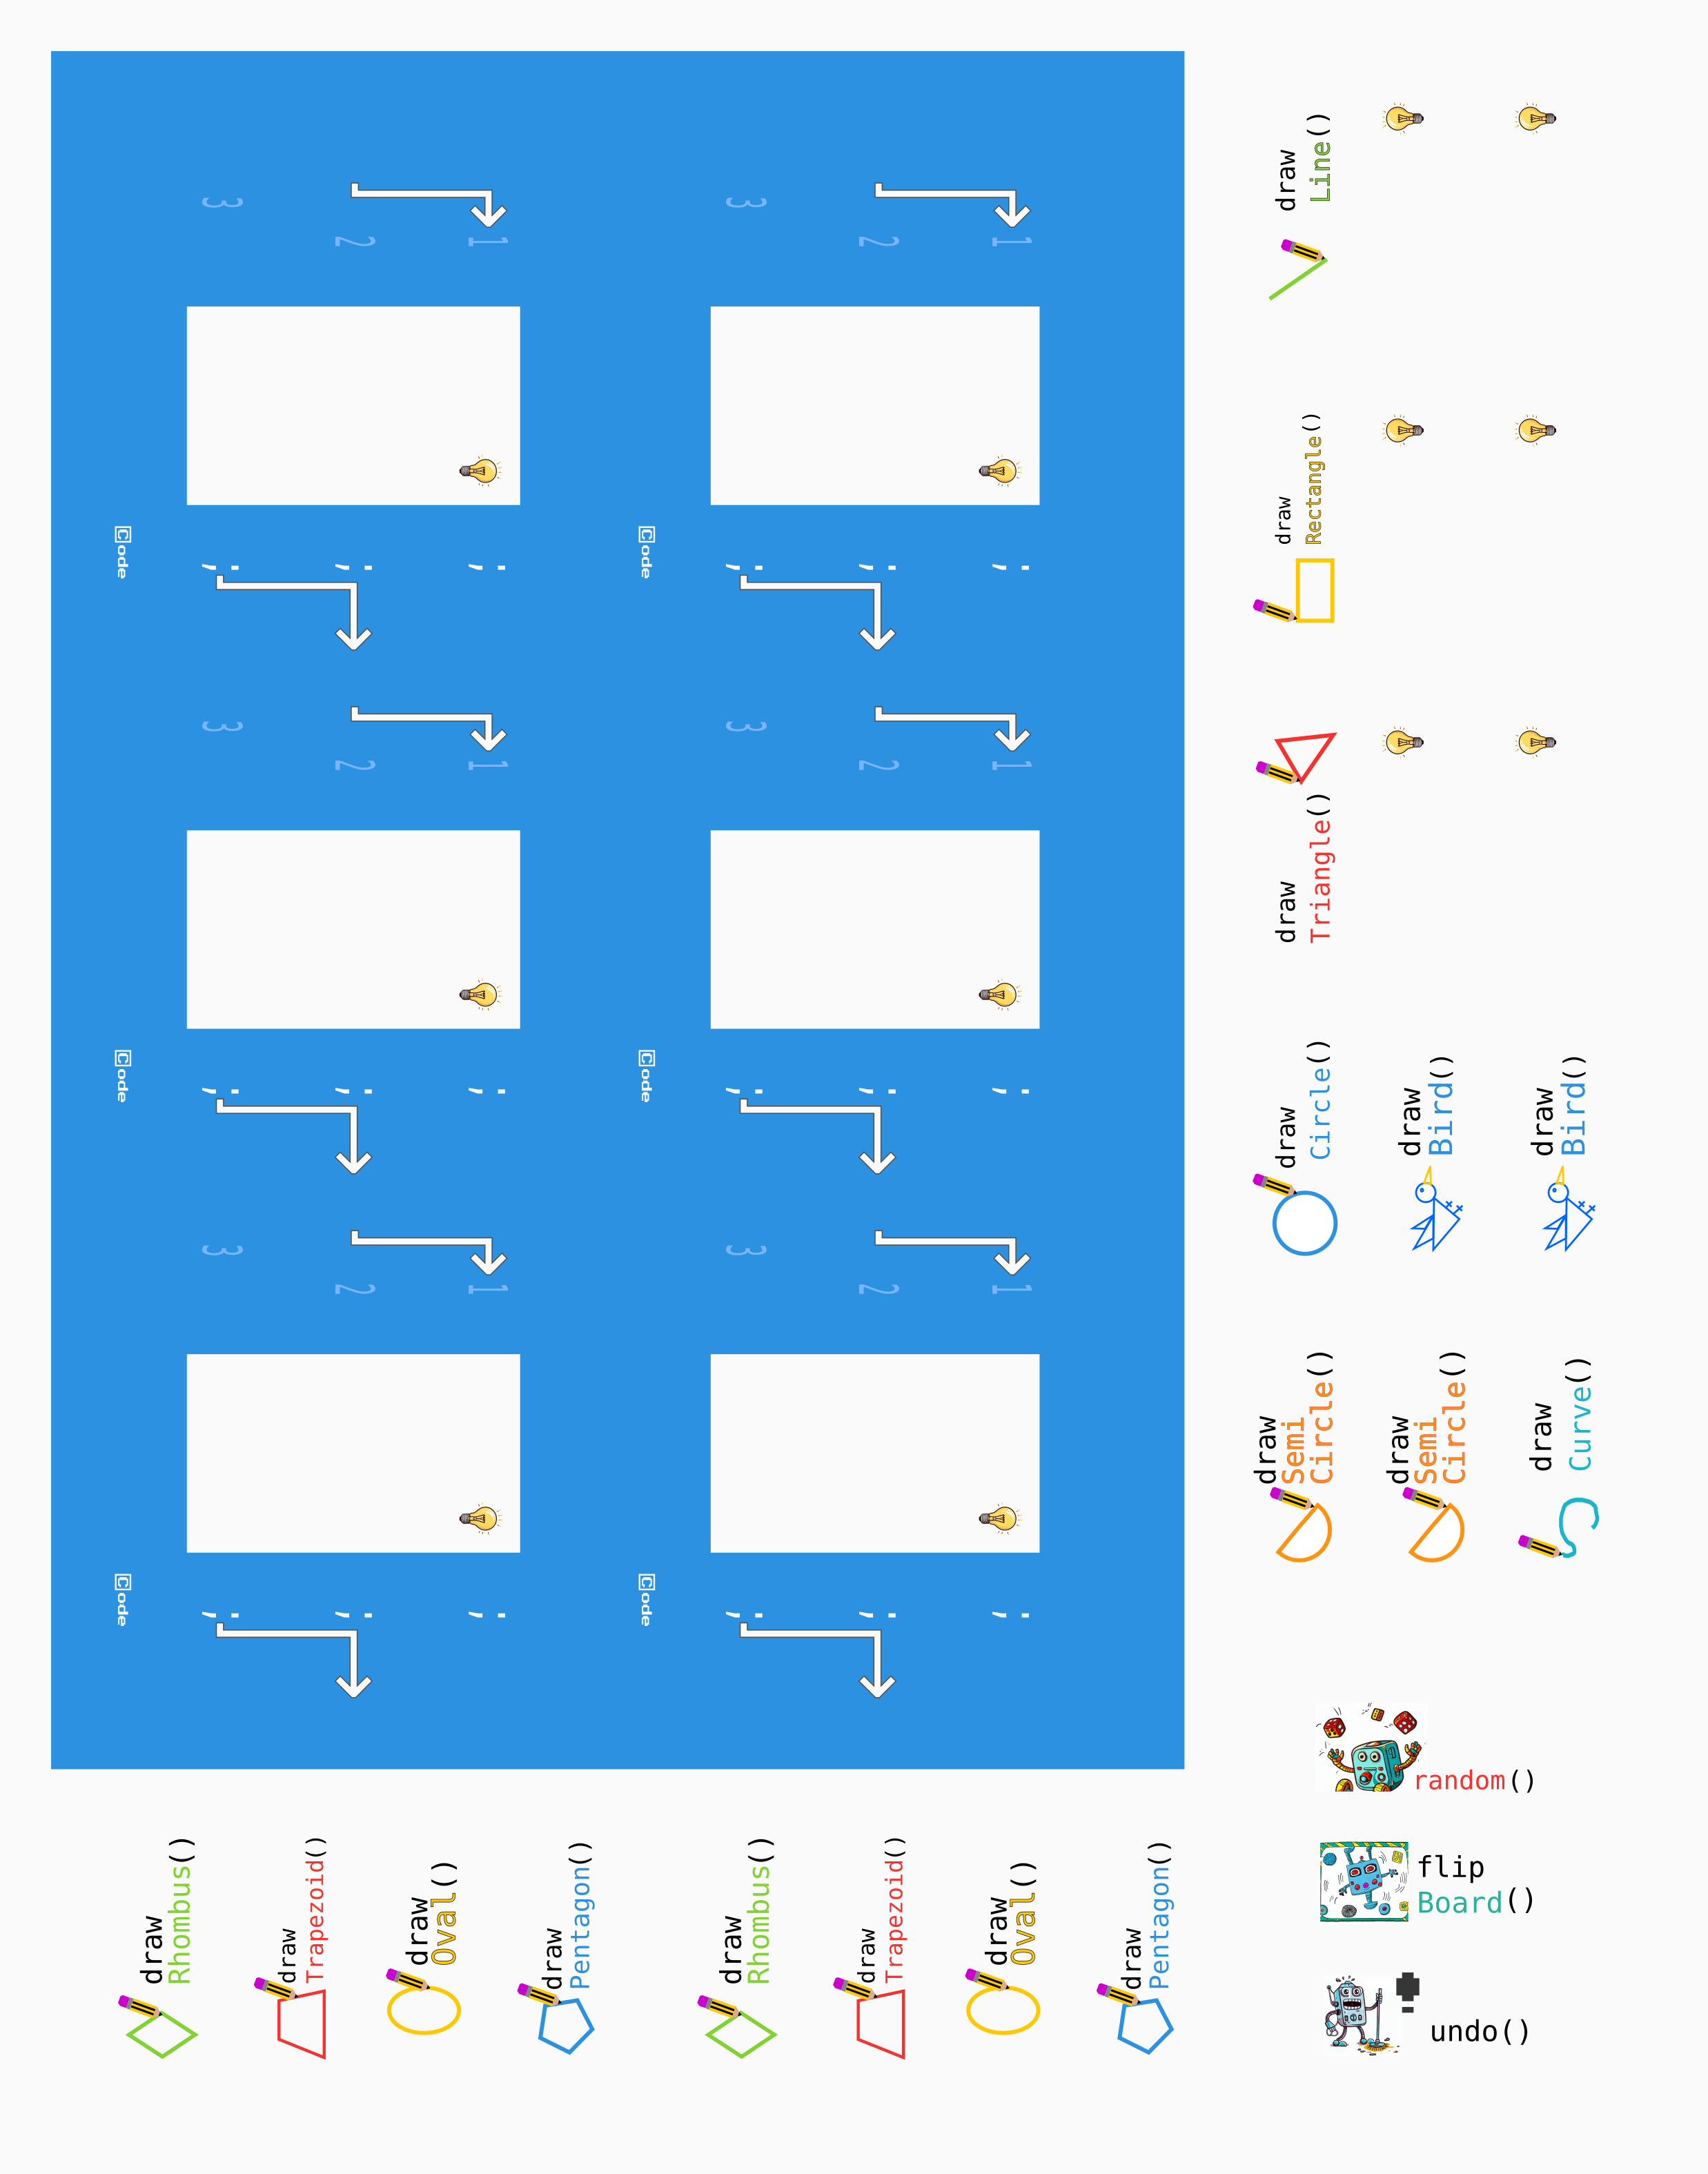 3
2
1
3
2
1
Code
;
;
;
Code
;
;
;
3
2
1
3
2
1
Code
;
;
;
Code
;
;
;
3
2
1
3
2
1
Code
;
;
;
Code
;
;
;
draw
Line()
draw
Rectangle()
draw
Triangle()
draw
Circle()
draw
Bird()
draw
Bird()
draw
Semi
Circle()
draw
Semi
Circle()
draw
Curve()
random()
flip
Board()
undo()
draw
Rhombus()
draw
Trapezoid()
draw
Oval()
draw
Pentagon()
draw
Rhombus()
draw
Trapezoid()
draw
Oval()
draw
Pentagon()